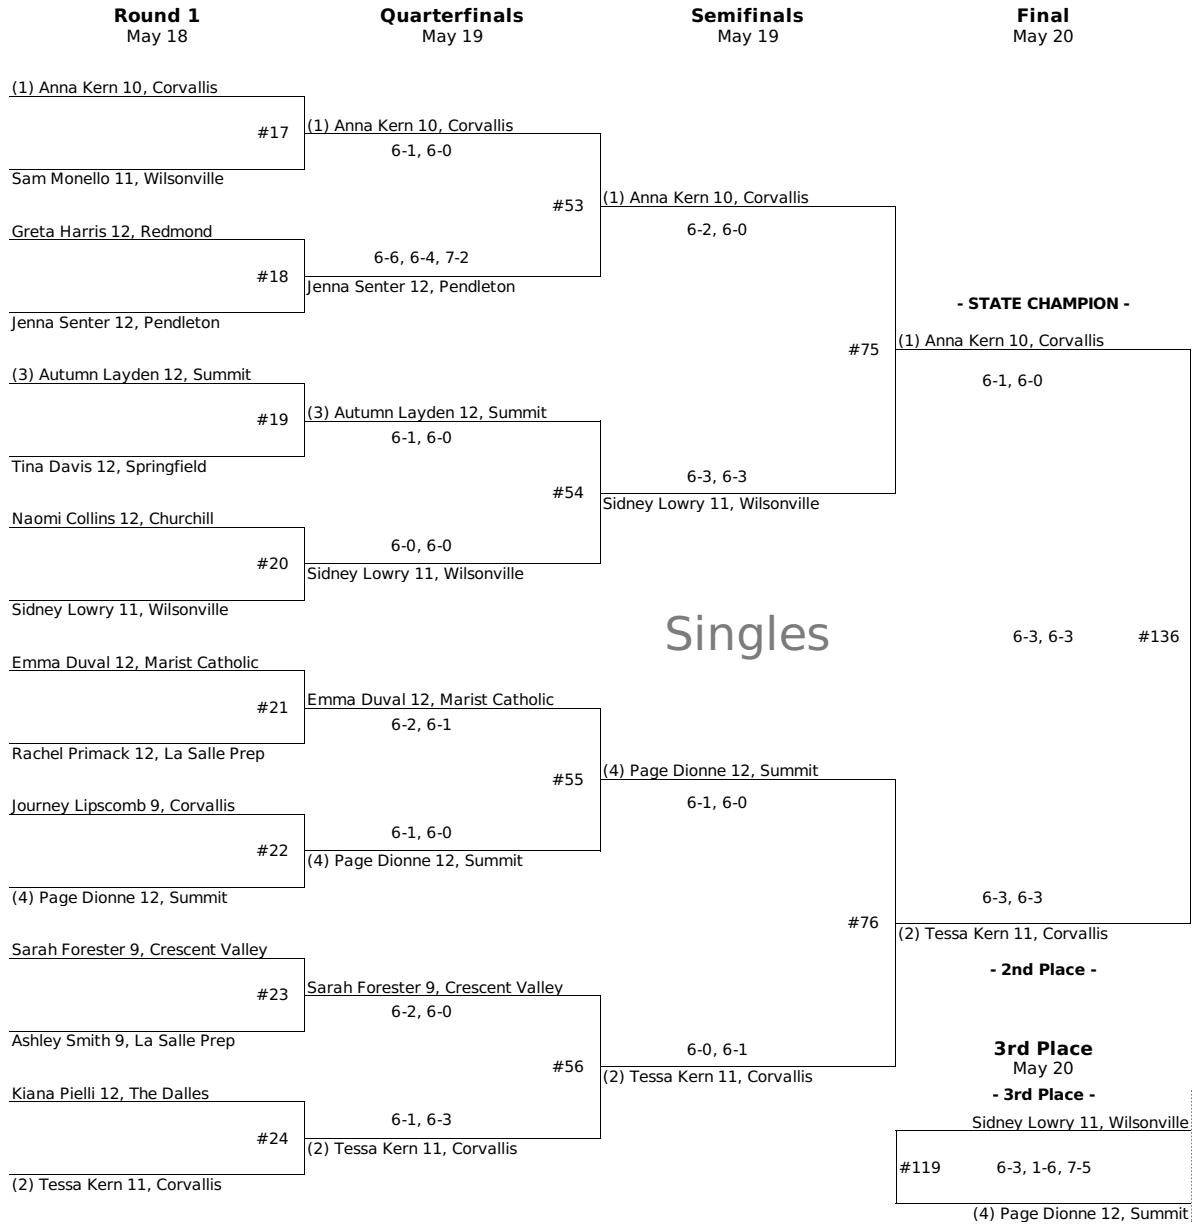 Round 1
May 18
Quarterfinals
May 19
Semifinals
May 19
Final
May 20
(1) Anna Kern 10, Corvallis
#17
Sam Monello 11, Wilsonville
Greta Harris 12, Redmond
#18
Jenna Senter 12, Pendleton
(3) Autumn Layden 12, Summit
#19
Tina Davis 12, Springfield
Naomi Collins 12, Churchill
#20
Sidney Lowry 11, Wilsonville
Emma Duval 12, Marist Catholic
#21
Rachel Primack 12, La Salle Prep
Journey Lipscomb 9, Corvallis
#22
(4) Page Dionne 12, Summit
Sarah Forester 9, Crescent Valley
#23
Ashley Smith 9, La Salle Prep
Kiana Pielli 12, The Dalles
#24
(2) Tessa Kern 11, Corvallis
(1) Anna Kern 10, Corvallis
6-1, 6-0
#53
6-6, 6-4, 7-2
Jenna Senter 12, Pendleton
(3) Autumn Layden 12, Summit
6-1, 6-0
#54
6-0, 6-0
Sidney Lowry 11, Wilsonville
Emma Duval 12, Marist Catholic
6-2, 6-1
#55
6-1, 6-0
(4) Page Dionne 12, Summit
Sarah Forester 9, Crescent Valley
6-2, 6-0
#56
6-1, 6-3
(2) Tessa Kern 11, Corvallis
(1) Anna Kern 10, Corvallis
6-2, 6-0
#75
6-3, 6-3
Sidney Lowry 11, Wilsonville
Singles
(4) Page Dionne 12, Summit
6-1, 6-0
#76
6-0, 6-1
(2) Tessa Kern 11, Corvallis
- STATE CHAMPION -
(1) Anna Kern 10, Corvallis
6-1, 6-0
6-3, 6-3 #136
6-3, 6-3
(2) Tessa Kern 11, Corvallis
- 2nd Place -
3rd Place
May 20
- 3rd Place -
Sidney Lowry 11, Wilsonville
#119 6-3, 1-6, 7-5
(4) Page Dionne 12, Summit